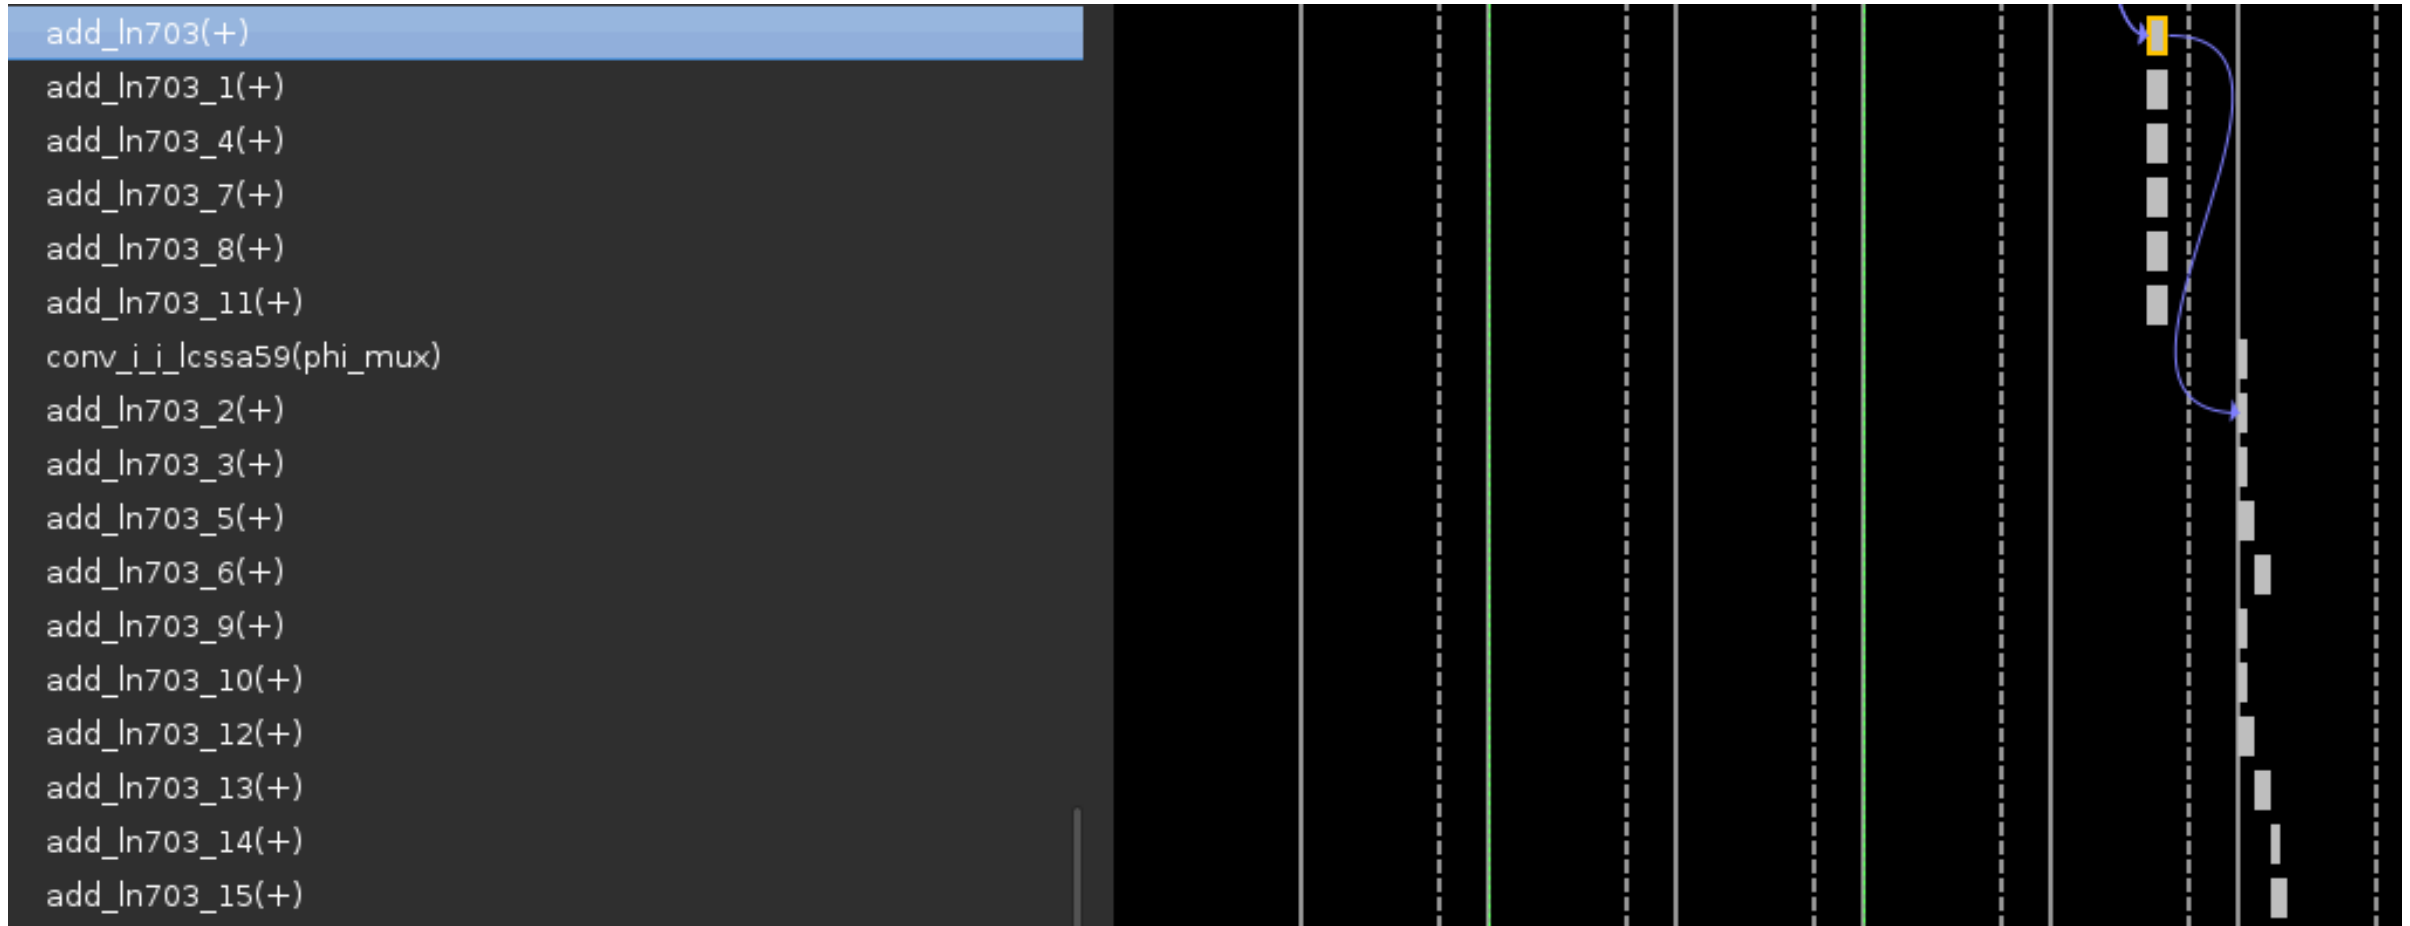 add_ln703(+)
add_ln703_1(+)
add_ln703_4(+)
add_ln703_7(+)
add_ln703_8(+)
add_ln703_11(+)
conv_i_i_lcssa59(phi_mux)
add_ln703_2(+)
add_ln703_3(+)
add_ln703_5(+)
add_ln703_6(+)
add_ln703_9(+)
add_ln703_10(+)
add_ln703_12(+)
add_ln703_13(+)
add_ln703_14(+)
add_ln703_15(+)